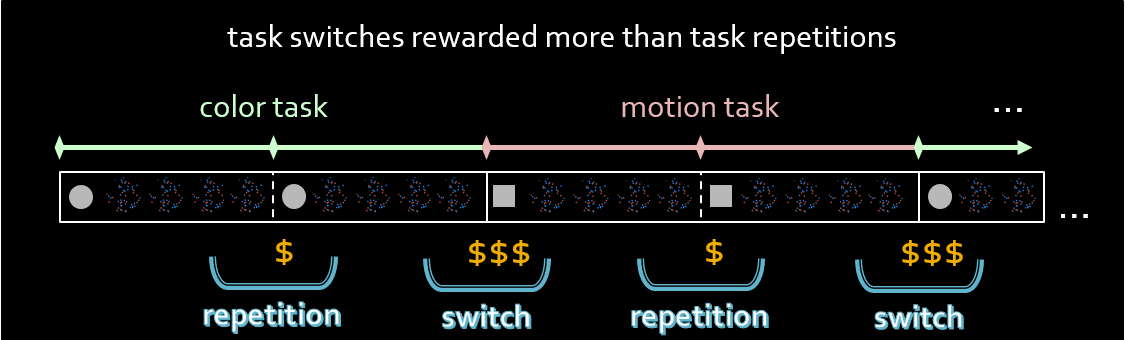 task switches rewarded more than task repetitions
color task motion task ...
...
$ $$$ $ $$$
repetition switch repetition switch